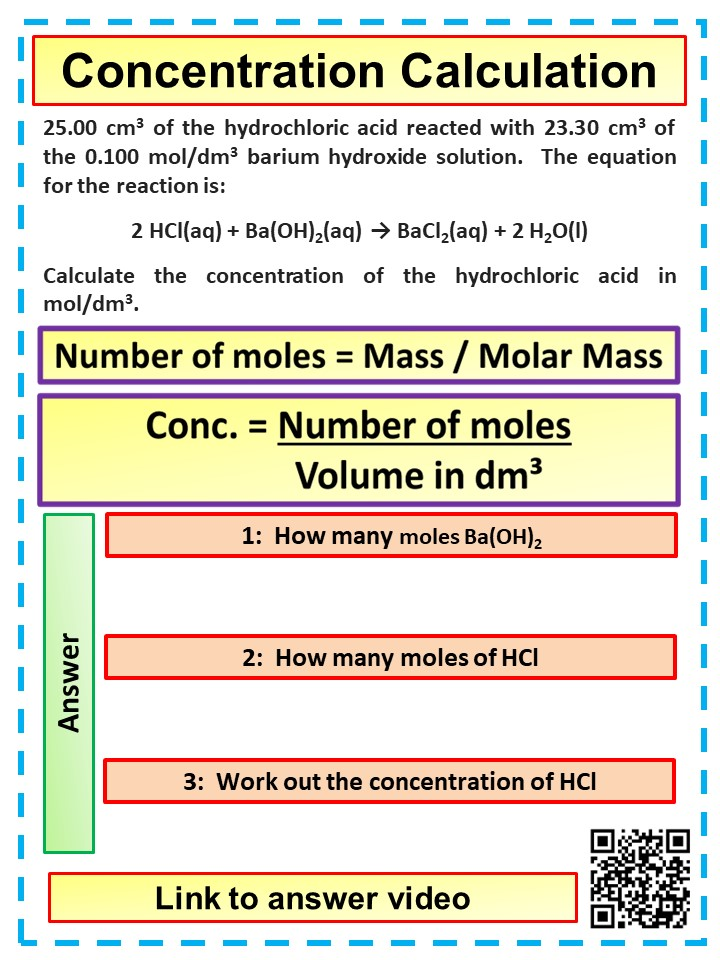 Concentration Calculation
25.00 cm³ of the hydrochloric acid reacted with 23.30 cm³ of
the 0.100 mol/dm³ barium hydroxide solution. The equation
for the reaction is:
2 HCl(aq) + Ba(OH)₂(aq) → BaCl₂(aq) + 2 H₂O(l)
Calculate the concentration of the hydrochloric acid in
mol/dm³.
Number of moles = Mass / Molar Mass
Conc. = Number of moles
Volume in dm³
Answer
1: How many moles Ba(OH)₂
2: How many moles of HCl
3: Work out the concentration of HCl
Link to answer video